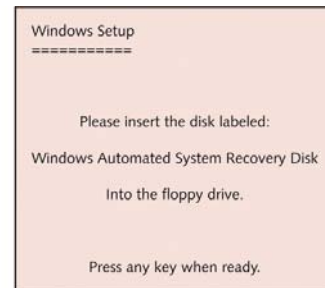 Windows Setup
===========
Please insert the disk labeled:
Windows Automated System Recovery Disk
Into the floppy drive.
Press any key when ready.